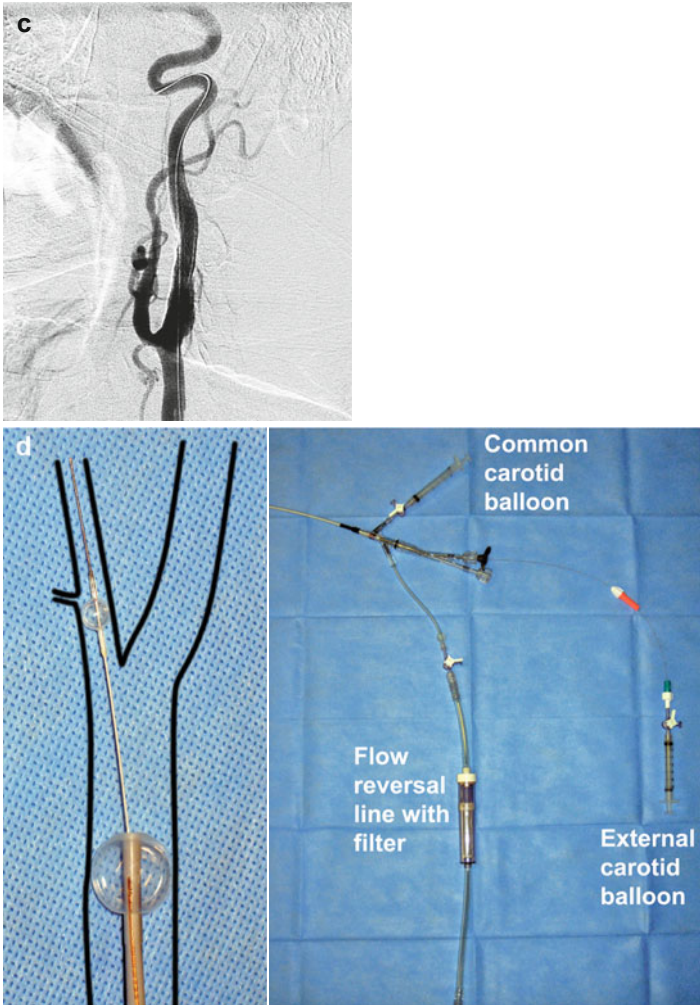 c
d
Common
carotid
balloon
Flow
reversal
line with
filter
External
carotid
balloon